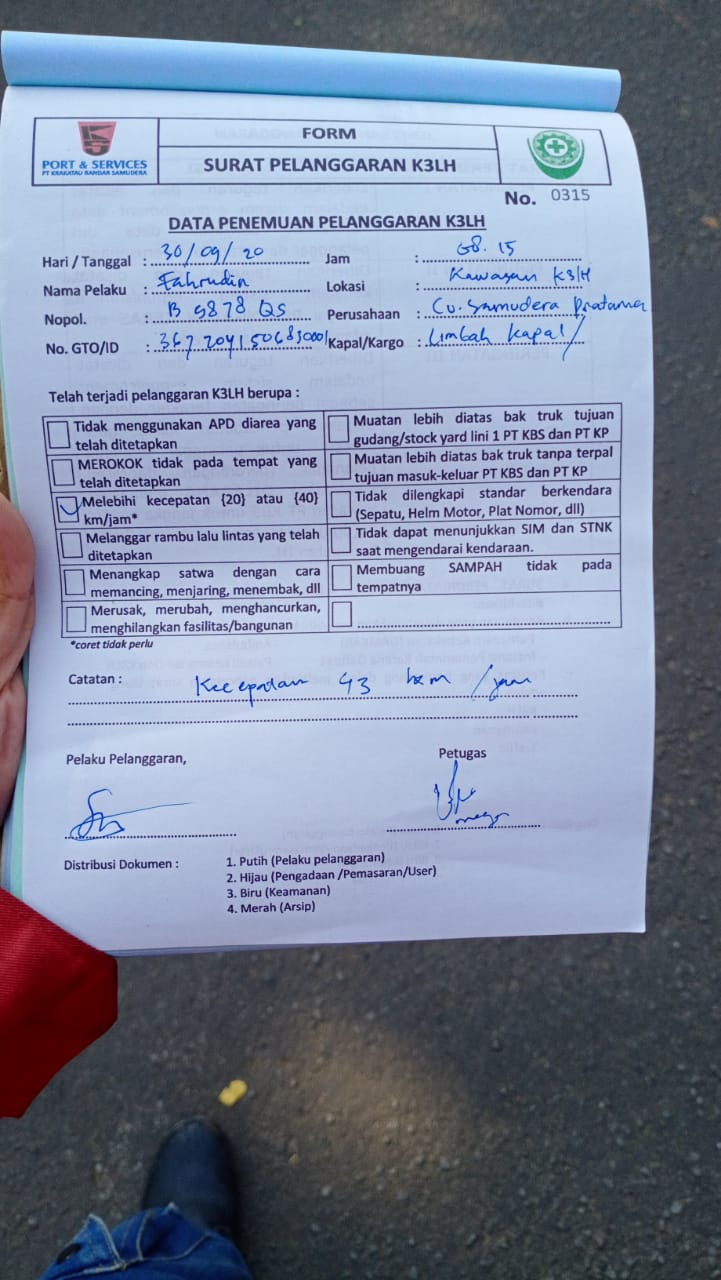 PORT & SERVICES
PT KRAKATAU BANDAR SAMUDERA
FORM
SURAT PELANGGARAN K3LH
No. 0315
DATA PENEMUAN PELANGGARAN K3LH
Hari / Tanggal : 30/09/20 Jam : 08.15
Nama Pelaku : Fahrudin Lokasi : Kawasan K3LH
Nopol. : B 9878 QS Perusahaan : CV. Samudera Pratama
No. GTO/ID : Kapal/Kargo : Limbah Kapal/
Telah terjadi pelanggaran K3LH berupa :
Tidak menggunakan APD diarea yang telah ditetapkan
Muatan lebih diatas bak truk tujuan gudang/stock yard lini 1 PT KBS dan PT KP
MEROKOK tidak pada tempat yang telah ditetapkan
Muatan lebih diatas bak truk tanpa terpal tujuan masuk-keluar PT KBS dan PT KP
Melebihi kecepatan {20} atau {40} km/jam*
Tidak dilengkapi standar berkendara (Sepatu, Helm Motor, Plat Nomor, dll)
Melanggar rambu lalu lintas yang telah ditetapkan
Tidak dapat menunjukkan SIM dan STNK saat mengendarai kendaraan.
Menangkap satwa dengan cara memancing, menjaring, menembak, dll
Membuang SAMPAH tidak pada tempatnya
Merusak, merubah, menghancurkan, menghilangkan fasilitas/bangunan
*coret tidak perlu
Catatan : Kecepatan 43 km/jam
Pelaku Pelanggaran, Petugas
Distribusi Dokumen : 1. Putih (Pelaku pelanggaran)
2. Hijau (Pengadaan /Pemasaran/User)
3. Biru (Keamanan)
4. Merah (Arsip)